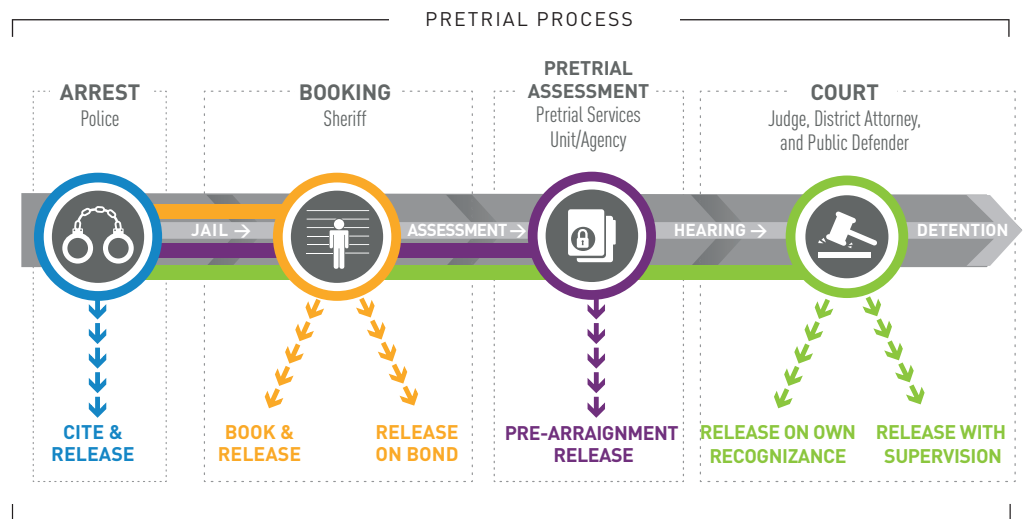 PRETRIAL PROCESS
ARREST
Police
BOOKING
Sheriff
PRETRIAL
ASSESSMENT
Pretrial Services
Unit/Agency
COURT
Judge, District Attorney,
and Public Defender
JAIL →
ASSESSMENT →
HEARING →
DETENTION
CITE &
RELEASE
BOOK &
RELEASE
RELEASE
ON BOND
PRE-ARRAIGNMENT
RELEASE
RELEASE ON OWN
RECOGNIZANCE
RELEASE WITH
SUPERVISION